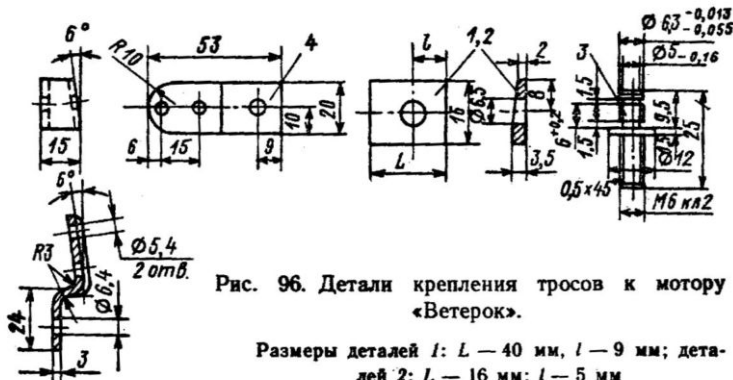 6°
R10
53
4
15
6
15
9
10
20
l
1,2
2
L
Ø6,5
16
8
3,5
3
Ø 6,3 -0,013 -0,055
Ø5-0,16
1,5
6+0,2
1,5
9,5
25
Ø12
0,5×45
М6 кл2
6°
R3
Ø5,4
2 отв.
Ø6,4
24
3
Рис. 96. Детали крепления тросов к мотору
«Ветерок».
Размеры деталей 1: L — 40 мм, l — 9 мм; дета-
лей 2: L — 16 мм; l — 5 мм